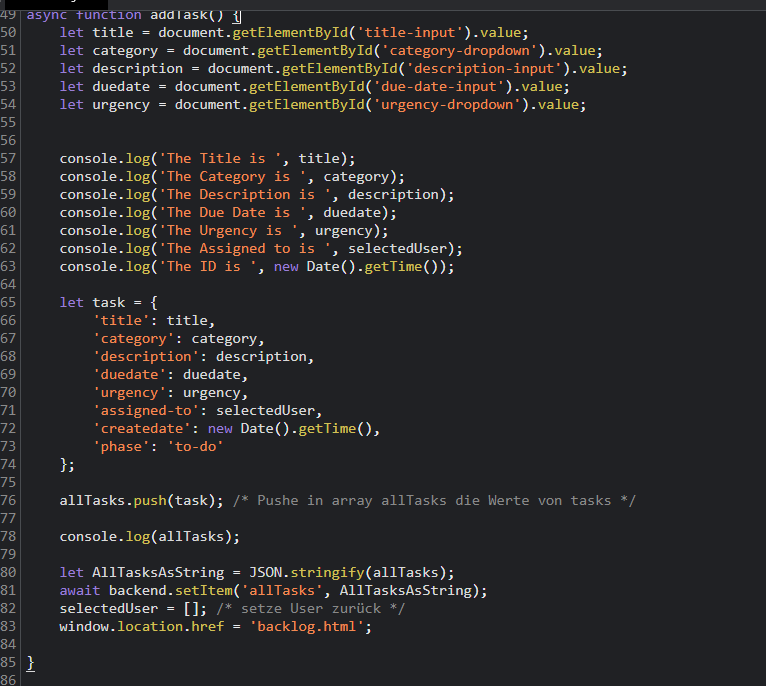 49 async function addTask() {
50     let title = document.getElementById('title-input').value;
51     let category = document.getElementById('category-dropdown').value;
52     let description = document.getElementById('description-input').value;
53     let duedate = document.getElementById('due-date-input').value;
54     let urgency = document.getElementById('urgency-dropdown').value;
55
56
57     console.log('The Title is ', title);
58     console.log('The Category is ', category);
59     console.log('The Description is ', description);
60     console.log('The Due Date is ', duedate);
61     console.log('The Urgency is ', urgency);
62     console.log('The Assigned to is ', selectedUser);
63     console.log('The ID is ', new Date().getTime());
64
65     let task = {
66         'title': title,
67         'category': category,
68         'description': description,
69         'duedate': duedate,
70         'urgency': urgency,
71         'assigned-to': selectedUser,
72         'createdate': new Date().getTime(),
73         'phase': 'to-do'
74     };
75
76     allTasks.push(task); /* Pushe in array allTasks die Werte von tasks */
77
78     console.log(allTasks);
79
80     let AllTasksAsString = JSON.stringify(allTasks);
81     await backend.setItem('allTasks', AllTasksAsString);
82     selectedUser = []; /* setze User zurück */
83     window.location.href = 'backlog.html';
84
85 }
86